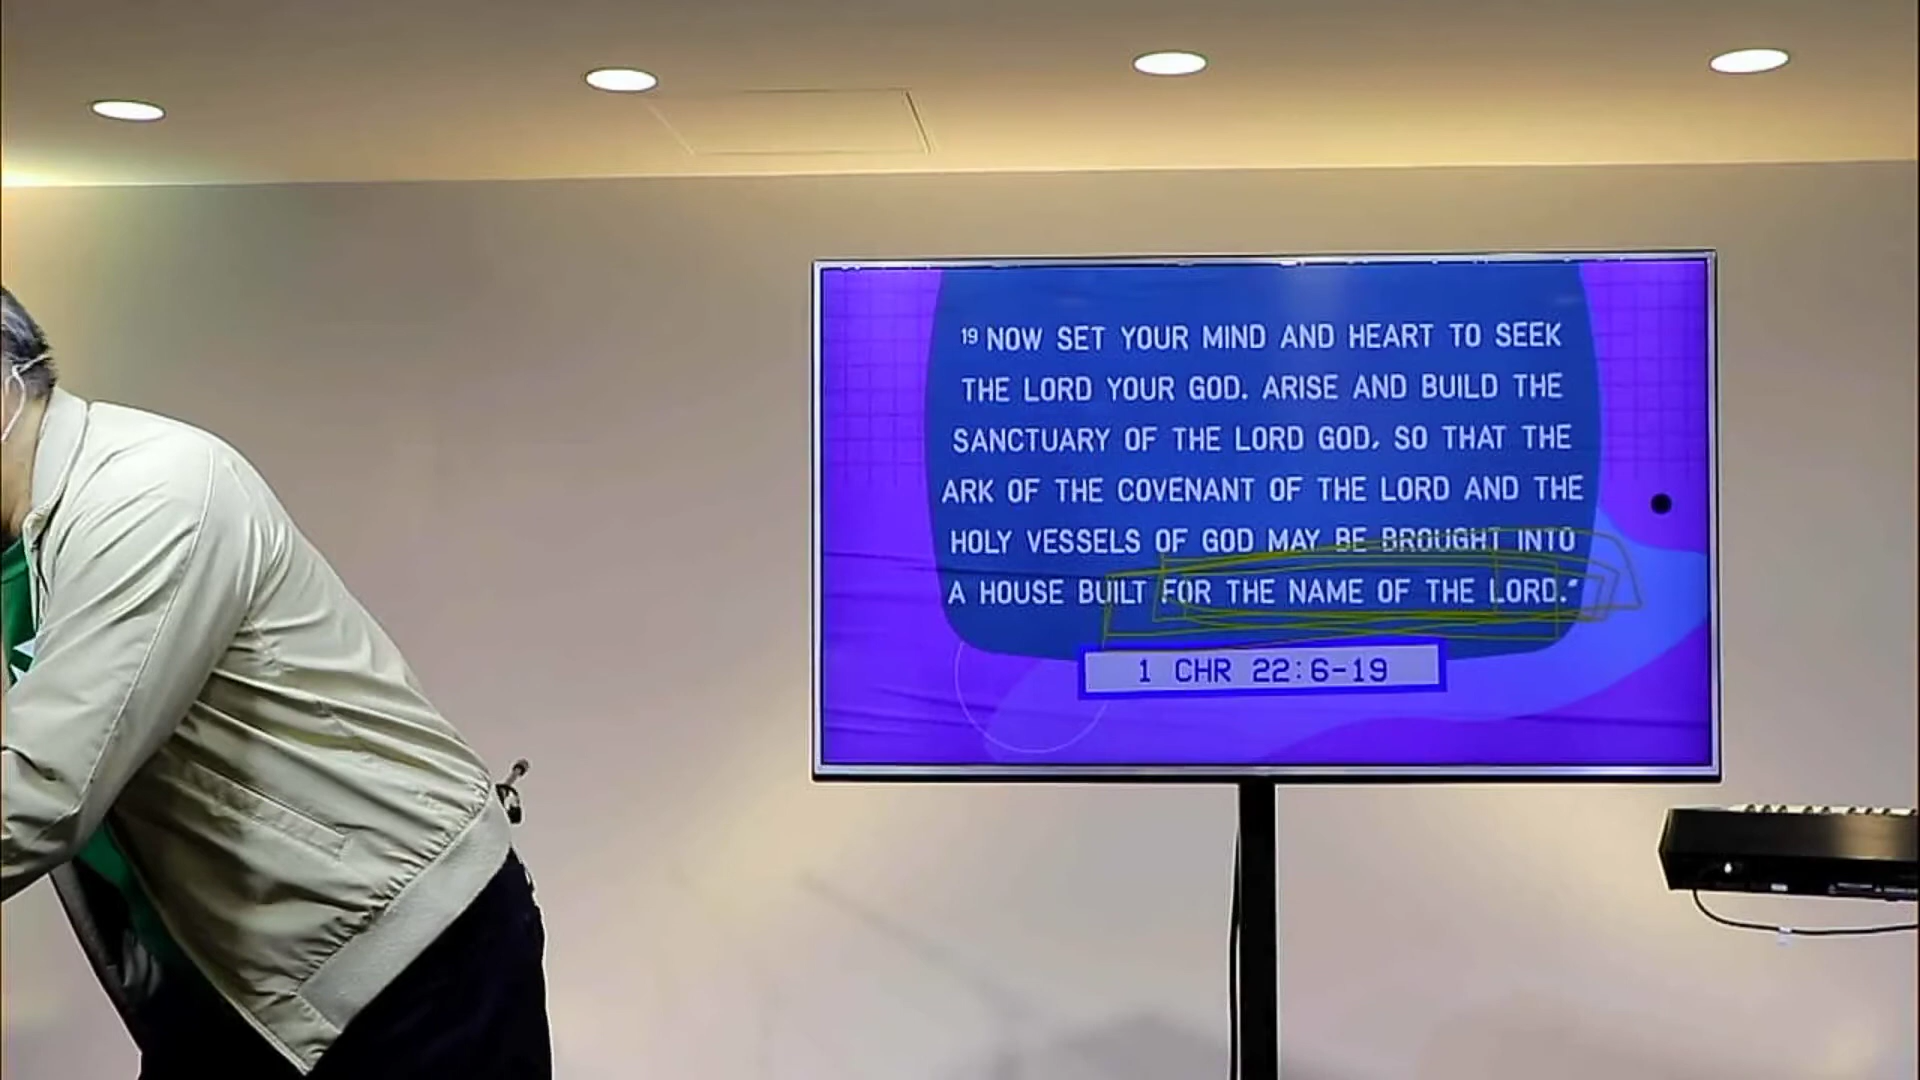 19 NOW SET YOUR MIND AND HEART TO SEEK
THE LORD YOUR GOD. ARISE AND BUILD THE
SANCTUARY OF THE LORD GOD, SO THAT THE
ARK OF THE COVENANT OF THE LORD AND THE
HOLY VESSELS OF GOD MAY BE BROUGHT INTO
A HOUSE BUILT FOR THE NAME OF THE LORD."
1 CHR 22:6-19